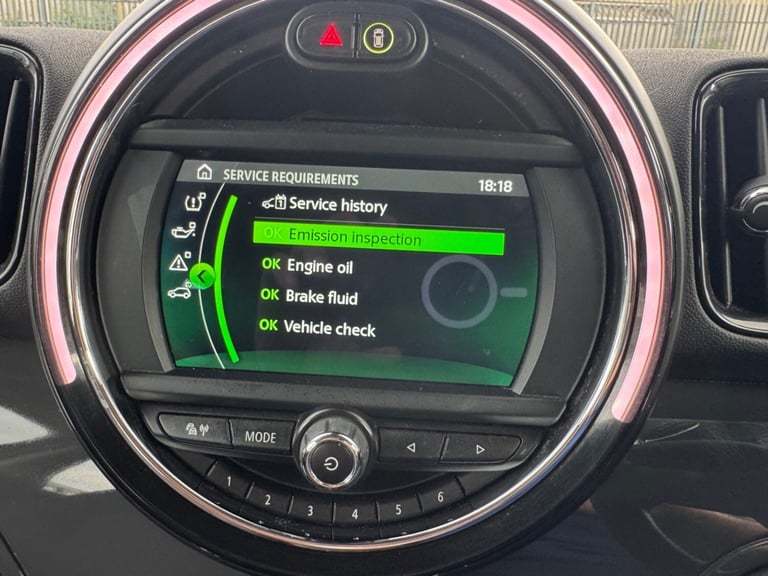 SERVICE REQUIREMENTS 18:18
Service history
OK Emission inspection
OK Engine oil
OK Brake fluid
OK Vehicle check
MODE
1 2 3 4 5 6